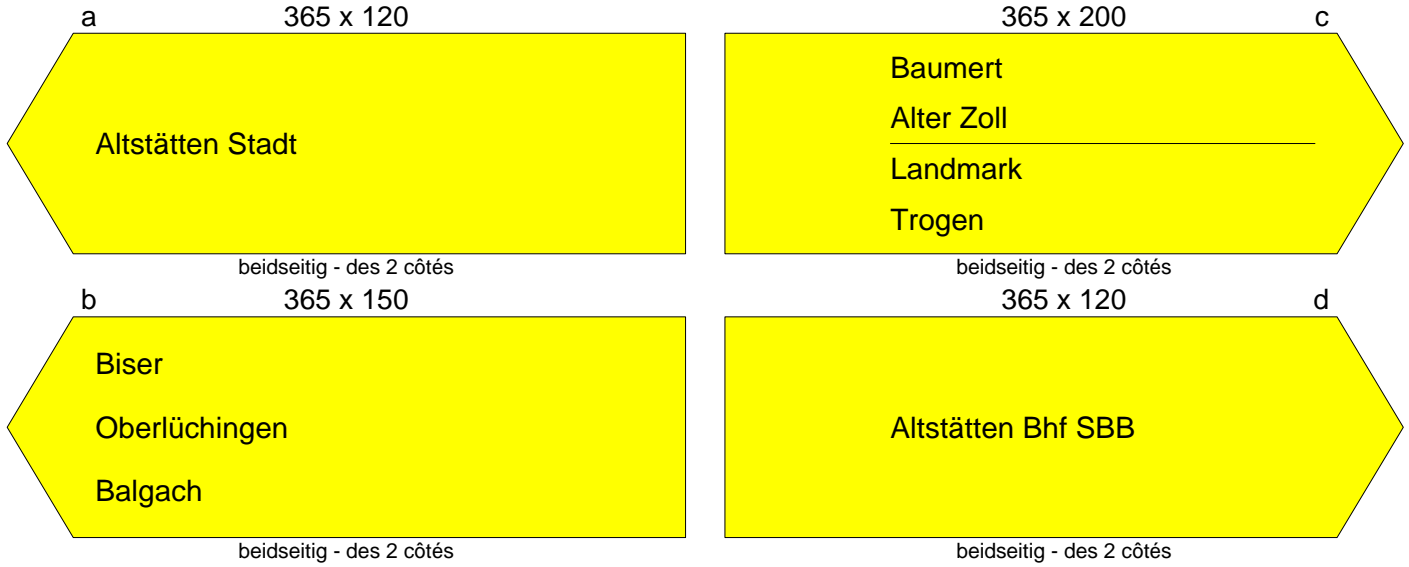 a 365 x 120
Altstätten Stadt
beidseitig - des 2 côtés
365 x 200 c
Baumert
Alter Zoll
Landmark
Trogen
beidseitig - des 2 côtés
b 365 x 150
Biser
Oberlüchingen
Balgach
beidseitig - des 2 côtés
365 x 120 d
Altstätten Bhf SBB
beidseitig - des 2 côtés